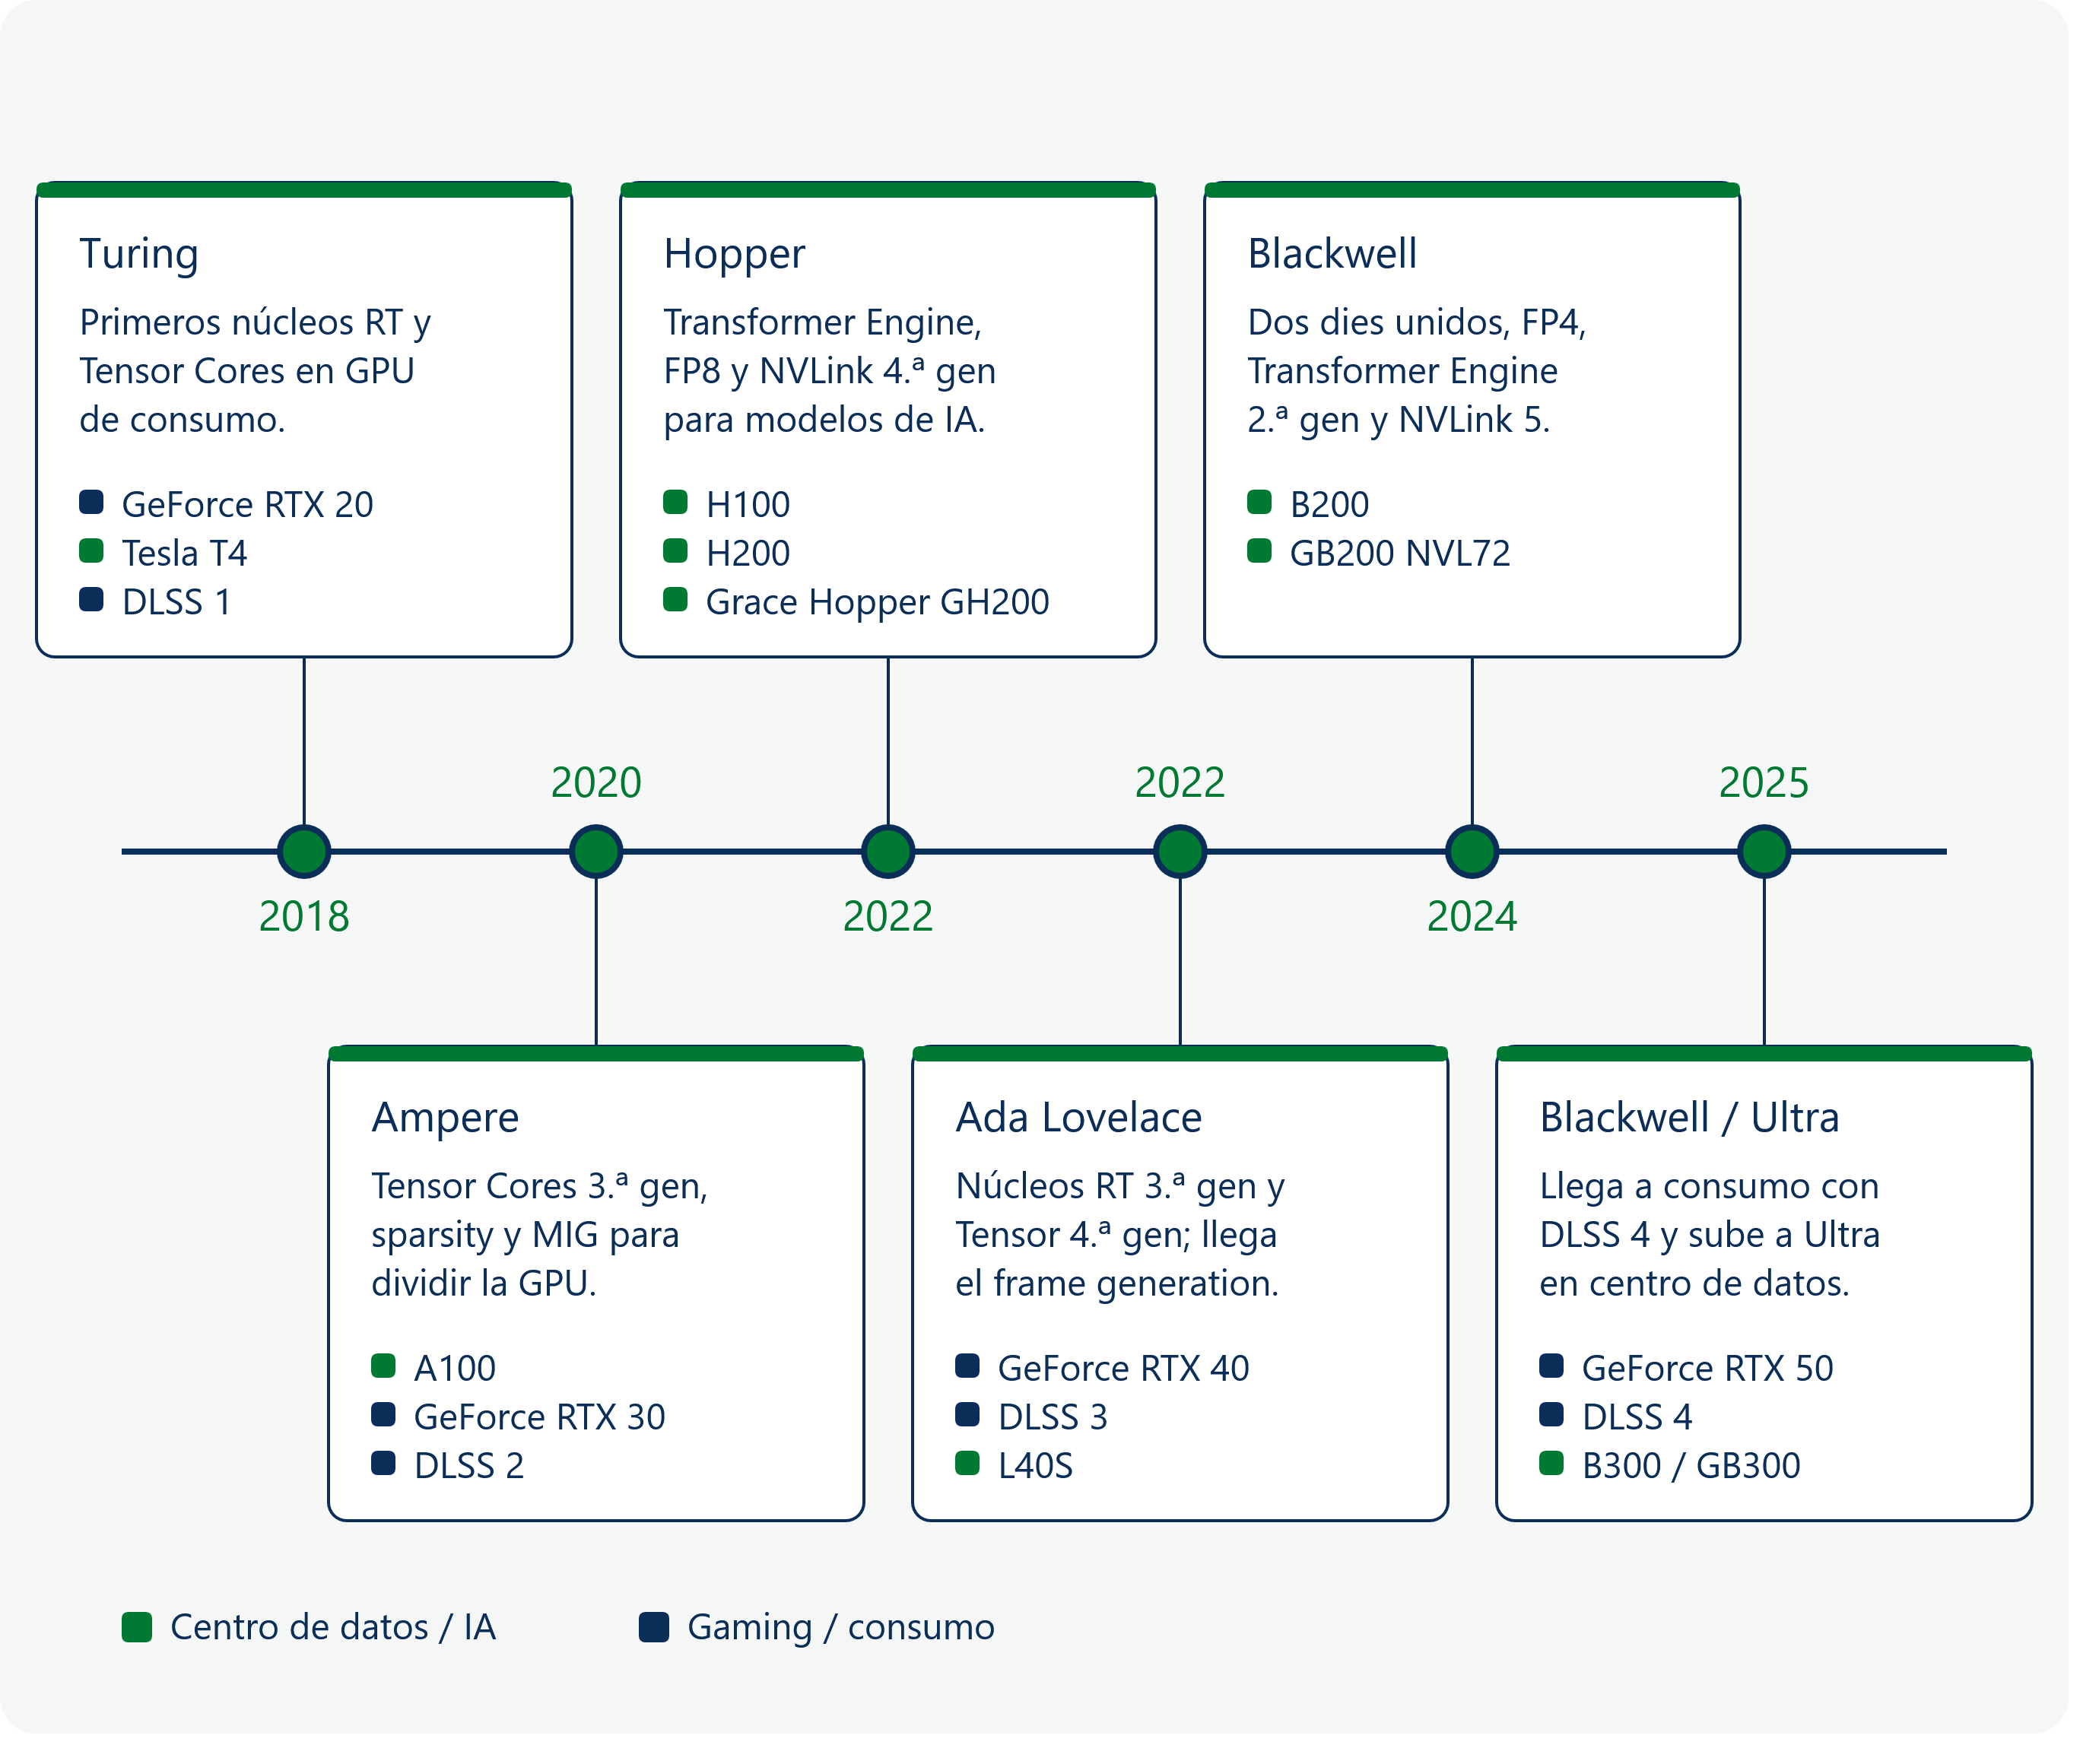 Turing
Primeros núcleos RT y
Tensor Cores en GPU
de consumo.
GeForce RTX 20
Tesla T4
DLSS 1
Hopper
Transformer Engine,
FP8 y NVLink 4.ª gen
para modelos de IA.
H100
H200
Grace Hopper GH200
Blackwell
Dos dies unidos, FP4,
Transformer Engine
2.ª gen y NVLink 5.
B200
GB200 NVL72
2020
2022
2025
2018
2022
2024
Ampere
Tensor Cores 3.ª gen,
sparsity y MIG para
dividir la GPU.
A100
GeForce RTX 30
DLSS 2
Ada Lovelace
Núcleos RT 3.ª gen y
Tensor 4.ª gen; llega
el frame generation.
GeForce RTX 40
DLSS 3
L40S
Blackwell / Ultra
Llega a consumo con
DLSS 4 y sube a Ultra
en centro de datos.
GeForce RTX 50
DLSS 4
B300 / GB300
Centro de datos / IA
Gaming / consumo